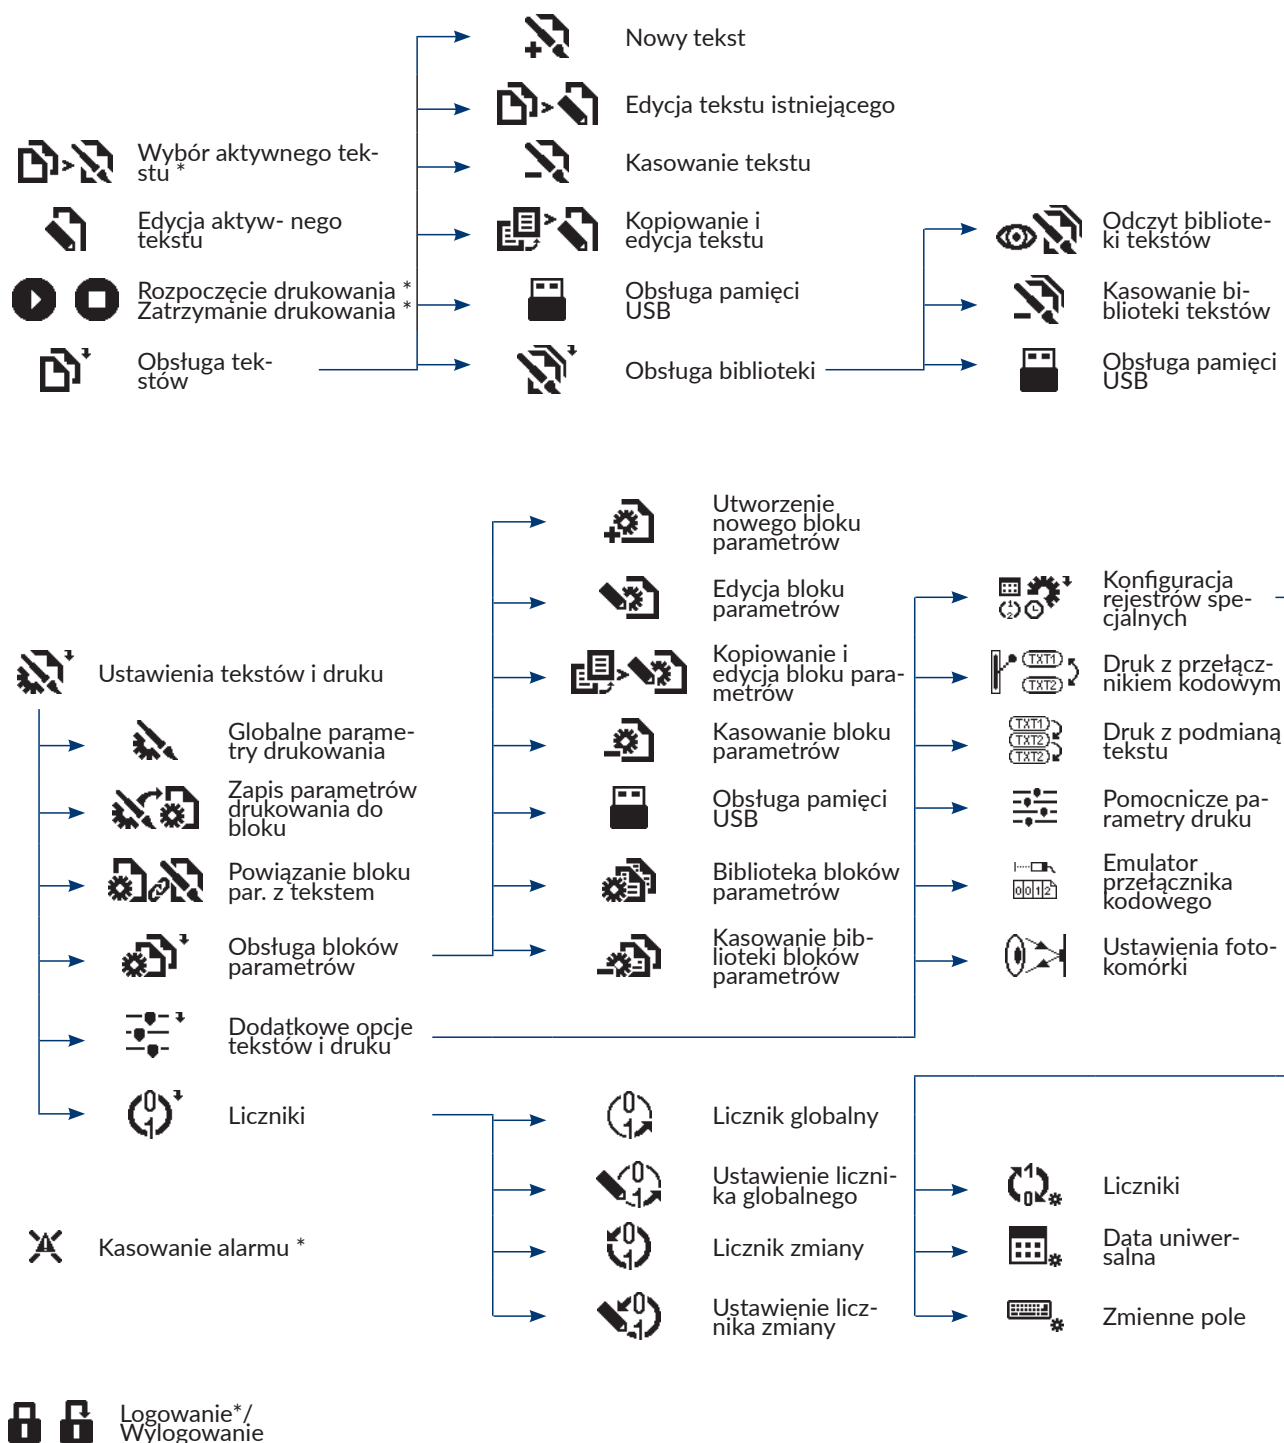 Nowy tekst
Edycja tekstu istniejącego
Wybór aktywnego tek-
stu *
Kasowanie tekstu
Edycja aktyw- nego
tekstu
Kopiowanie i
edycja tekstu
Odczyt bibliote-
ki tekstów
Rozpoczęcie drukowania *
Zatrzymanie drukowania *
Obsługa pamięci
USB
Kasowanie bi-
blioteki tekstów
Obsługa tek-
stów
Obsługa biblioteki
Obsługa pamięci
USB
Utworzenie
nowego bloku
parametrów
Edycja bloku
parametrów
Konfiguracja
rejestrów spe-
cjalnych
Ustawienia tekstów i druku
Kopiowanie i
edycja bloku para-
metrów
TXT1
TXT2
Druk z przełącz-
nikiem kodowym
Globalne parame-
try drukowania
Kasowanie bloku
parametrów
TXT1
TXT2
TXT2
Druk z podmianą
tekstu
Zapis parametrów
drukowania do
bloku
Obsługa pamięci
USB
Pomocnicze pa-
rametry druku
Powiązanie bloku
par. z tekstem
Biblioteka bloków
parametrów
0012
Emulator
przełącznika
kodowego
Obsługa bloków
parametrów
Kasowanie bib-
lioteki bloków
parametrów
Ustawienia foto-
komórki
Dodatkowe opcje
tekstów i druku
Liczniki
Licznik globalny
Ustawienie liczni-
ka globalnego
Liczniki
Kasowanie alarmu *
Licznik zmiany
Data uniwer-
salna
Ustawienie licz-
nika zmiany
Zmienne pole
Logowanie*/
Wylogowanie